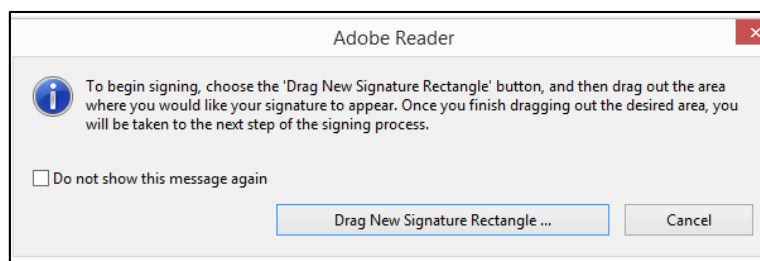 Adobe Reader
To begin signing, choose the 'Drag New Signature Rectangle' button, and then drag out the area
where you would like your signature to appear. Once you finish dragging out the desired area, you
will be taken to the next step of the signing process.
Do not show this message again
Drag New Signature Rectangle ...
Cancel